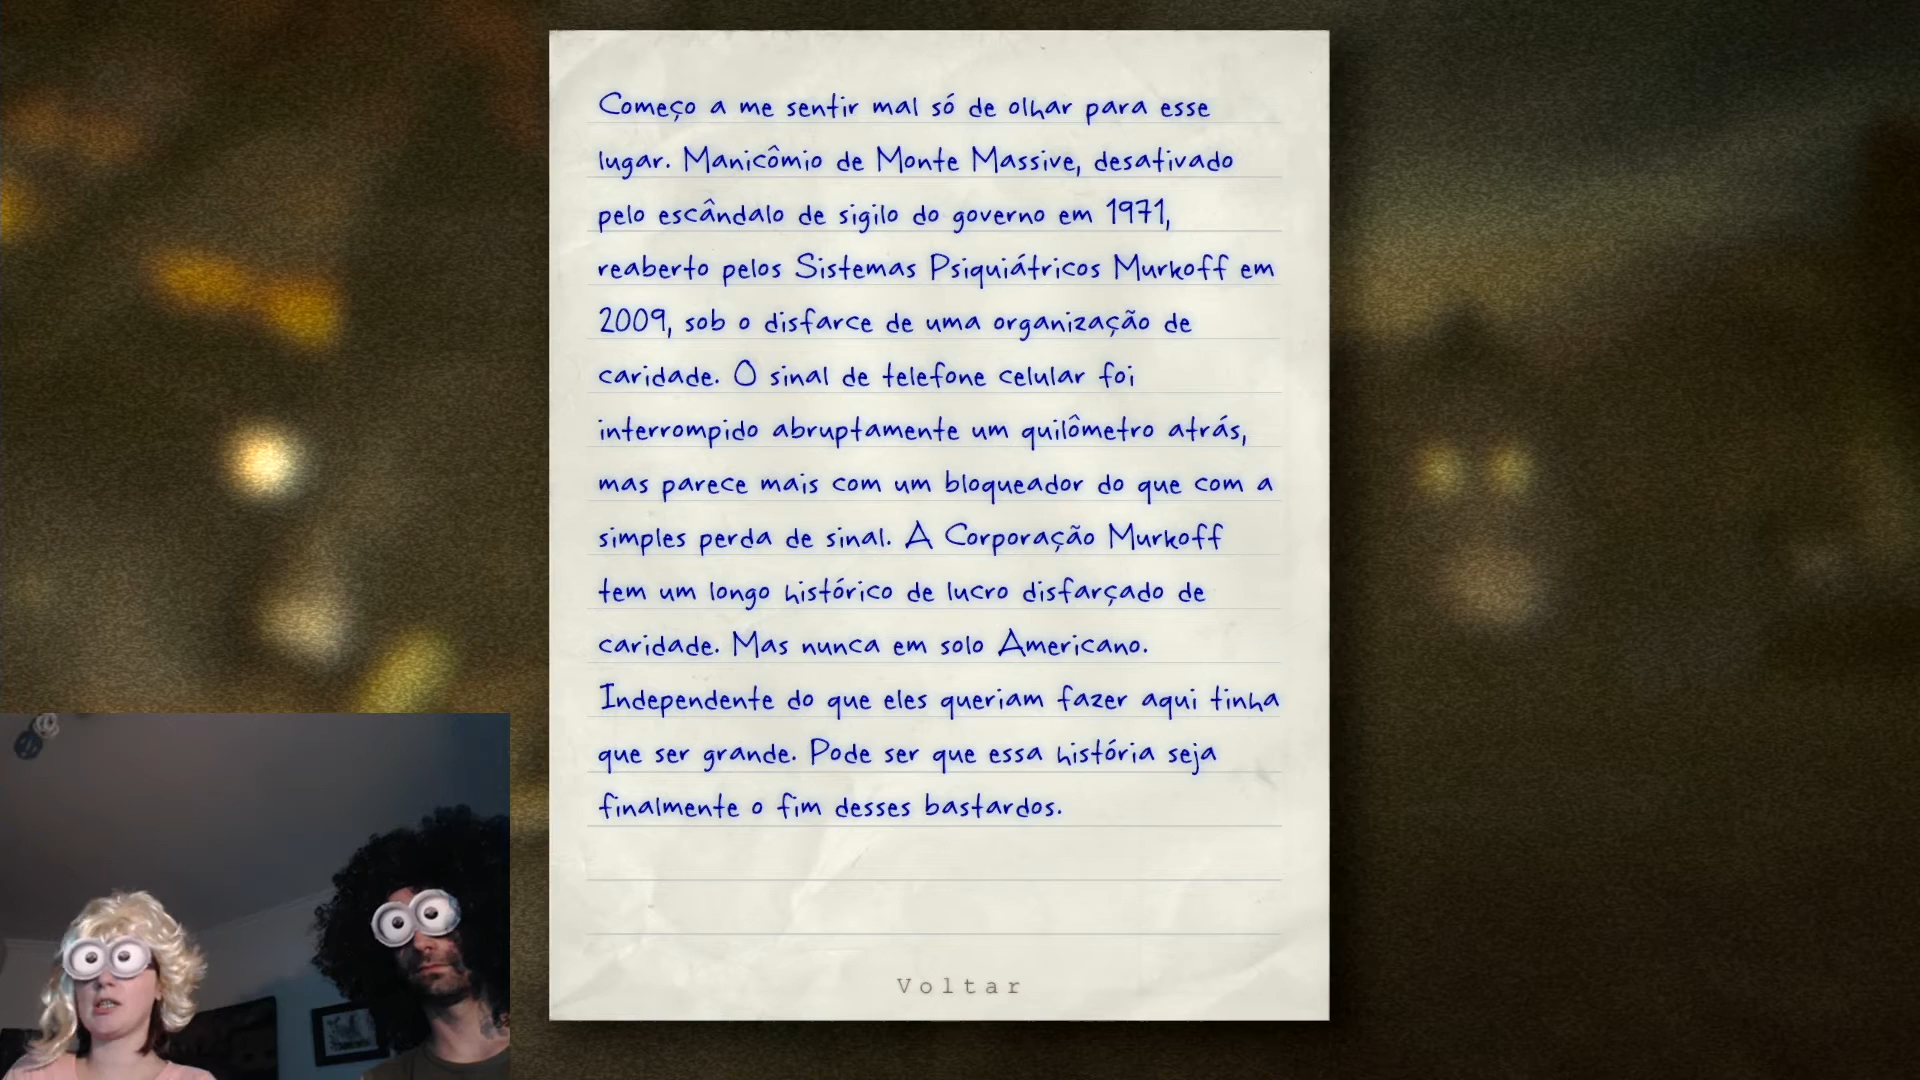 Começo a me sentir mal só de olhar para esse
lugar. Manicômio de Monte Massive, desativado
pelo escândalo de sigilo do governo em 1971,
reaberto pelos Sistemas Psiquiátricos Murkoff em
2009, sob o disfarce de uma organização de
caridade. O sinal de telefone celular foi
interrompido abruptamente um quilômetro atrás,
mas parece mais com um bloqueador do que com a
simples perda de sinal. A Corporação Murkoff
tem um longo histórico de lucro disfarçado de
caridade. Mas nunca em solo Americano.
Independente do que eles queriam fazer aqui tinha
que ser grande. Pode ser que essa história seja
finalmente o fim desses bastardos.
Voltar